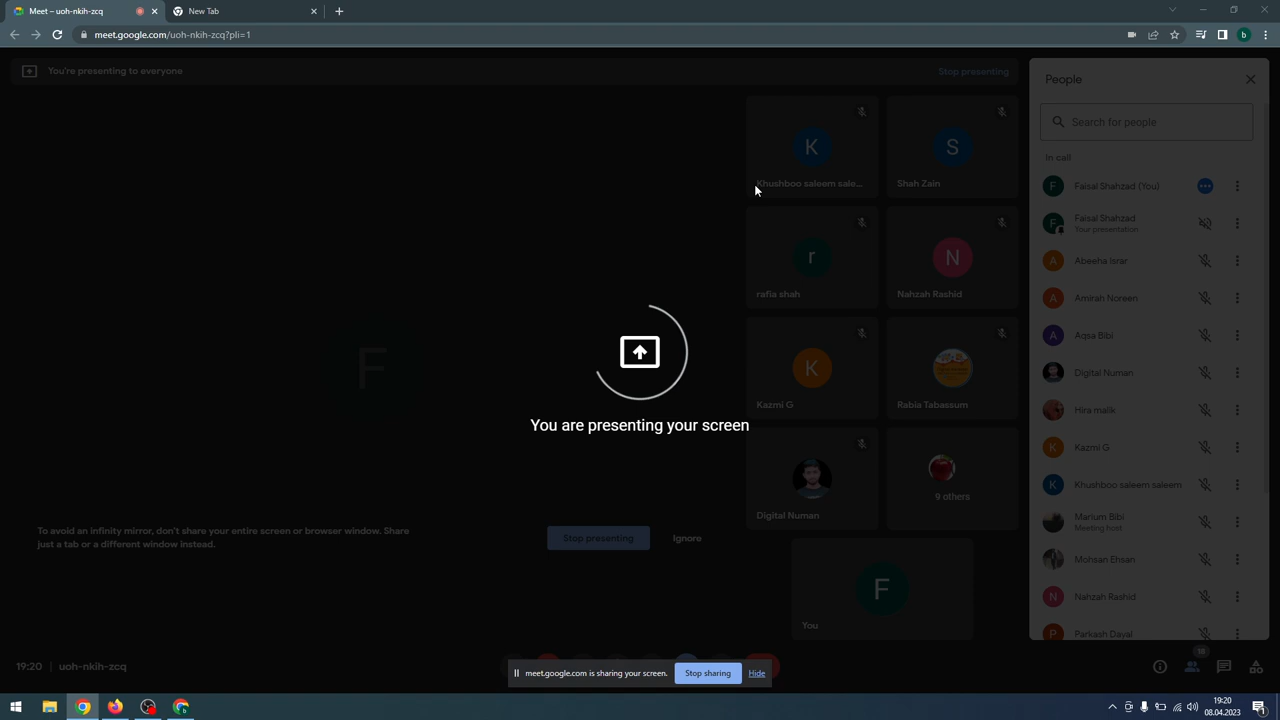 Meet – uoh-nkih-zcq
New Tab
meet.google.com/uoh-nkih-zcq?pli=1
b
You're presenting to everyone
Stop presenting
People
Search for people
In call
K
Khushboo saleem sale...
S
Shah Zain
r
rafia shah
N
Nahzah Rashid
K
Kazmi G
Rabia Tabassum
Digital Numan
9 others
F
You
F
F
Faisal Shahzad (You)
F
Faisal Shahzad
Your presentation
A
Abeeha Israr
A
Amirah Noreen
A
Aqsa Bibi
Digital Numan
Hira malik
K
Kazmi G
K
Khushboo saleem saleem
Marium Bibi
Meeting host
Mohsan Ehsan
N
Nahzah Rashid
P
Parkash Dayal
You are presenting your screen
To avoid an infinity mirror, don't share your entire screen or browser window. Share
just a tab or a different window instead.
Stop presenting
Ignore
19:20 | uoh-nkih-zcq
meet.google.com is sharing your screen.
Stop sharing
Hide
18
19:20
08.04.2023